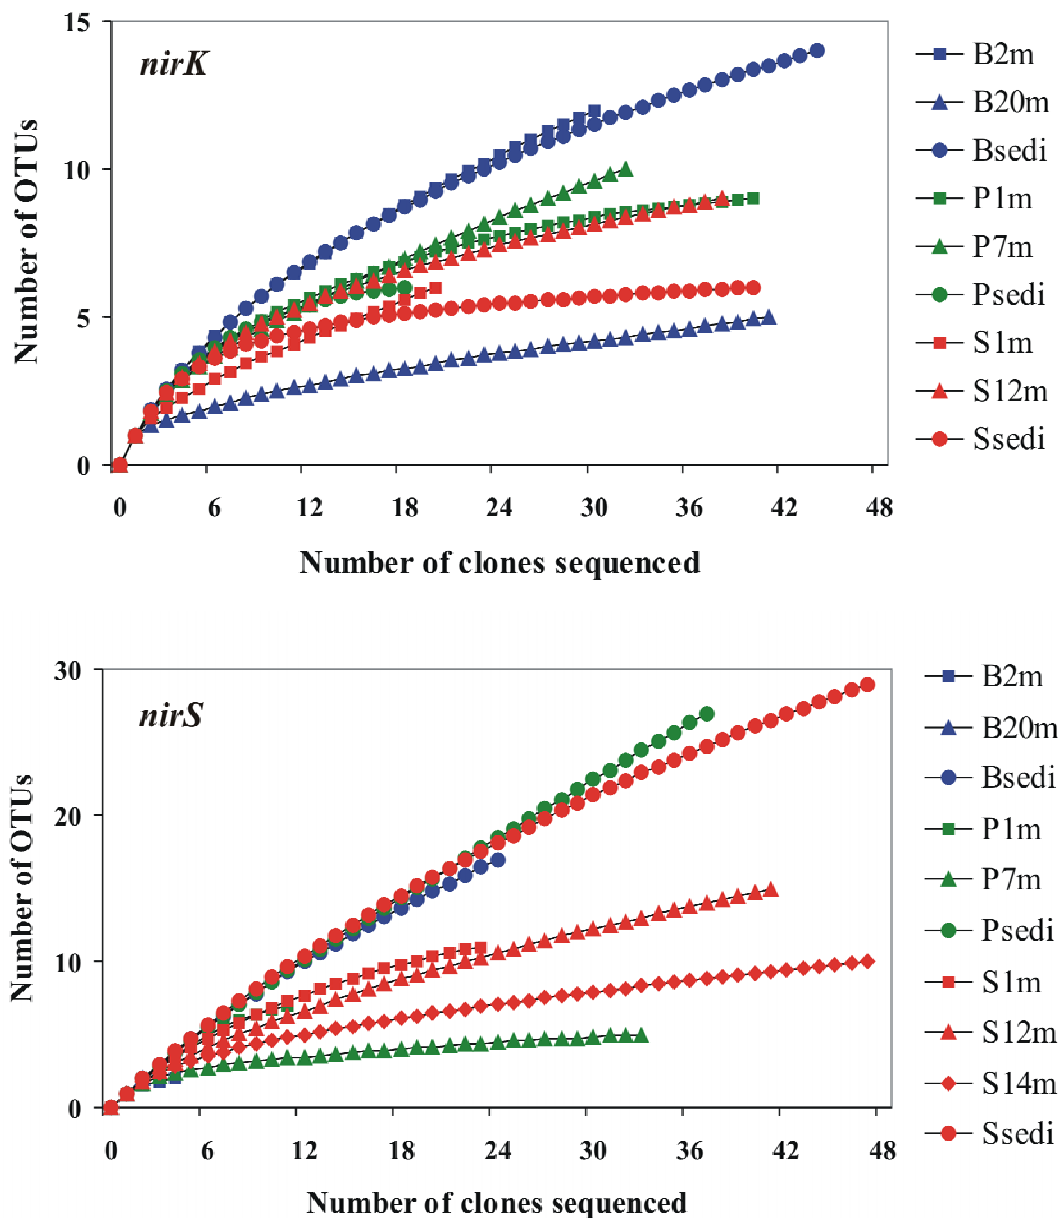 nirK
Number of OTUs
15
10
5
0
0 6 12 18 24 30 36 42 48
Number of clones sequenced
B2m
B20m
Bsedi
P1m
P7m
Psedi
S1m
S12m
Ssedi
nirS
Number of OTUs
30
20
10
0
0 6 12 18 24 30 36 42 48
Number of clones sequenced
B2m
B20m
Bsedi
P1m
P7m
Psedi
S1m
S12m
S14m
Ssedi